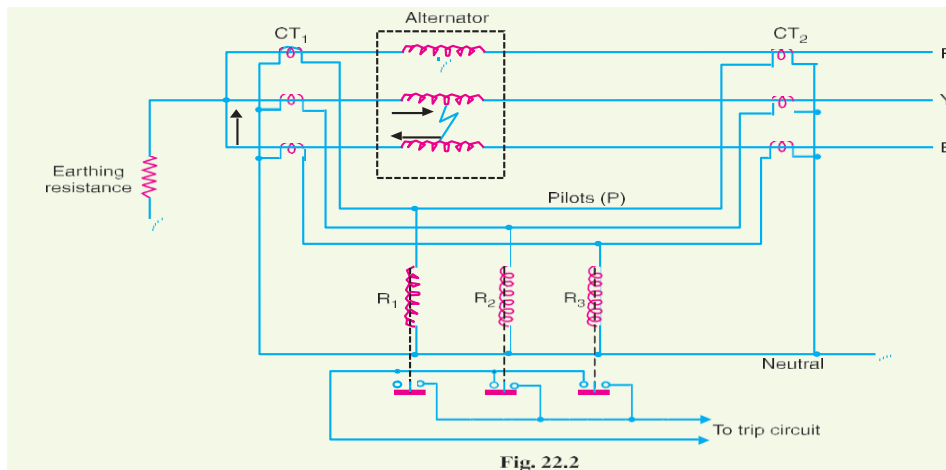 Alternator
CT1
CT2
Y
Earthing
resistance
Pilots (P)
R1
R2
R3
Neutral
To trip circuit
Fig. 22.2